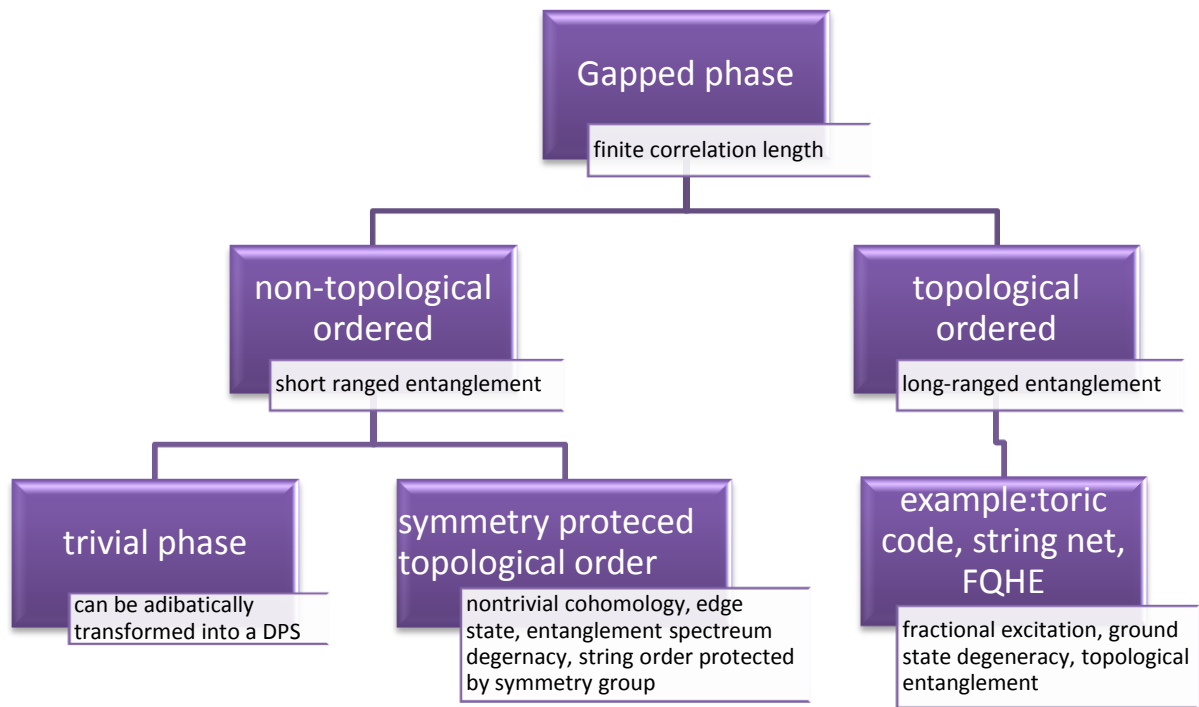 Gapped phase
finite correlation length
non-topological
ordered
short ranged entanglement
topological
ordered
long-ranged entanglement
trivial phase
can be adibatically
transformed into a DPS
symmetry proteced
topological order
nontrivial cohomology, edge
state, entanglement spectreum
degernacy, string order protected
by symmetry group
example:toric
code, string net,
FQHE
fractional excitation, ground
state degeneracy, topological
entanglement